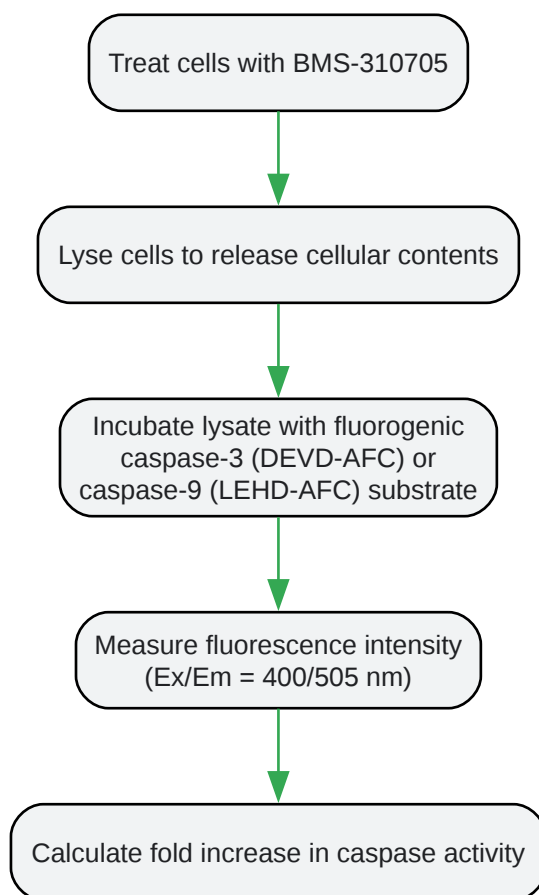 Treat cells with BMS-310705
Lyse cells to release cellular contents
Incubate lysate with fluorogenic
caspase-3 (DEVD-AFC) or
caspase-9 (LEHD-AFC) substrate
Measure fluorescence intensity
(Ex/Em = 400/505 nm)
Calculate fold increase in caspase activity